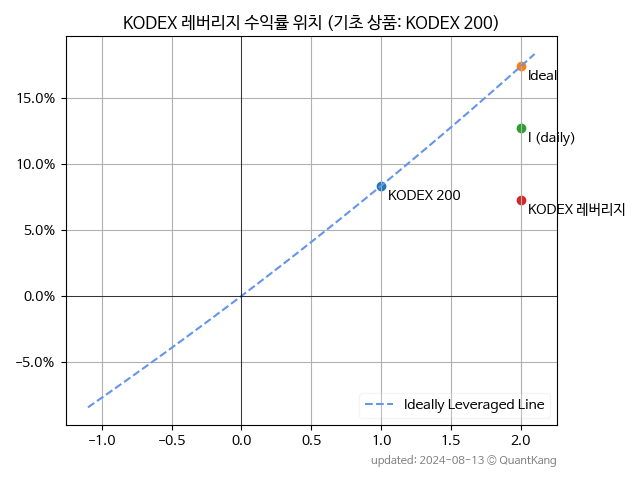 KODEX 레버리지 수익률 위치 (기초 상품: KODEX 200)
Ideal
15.0%
I (daily)
10.0%
KODEX 200
KODEX 레버리지
5.0%
0.0%
−5.0%
Ideally Leveraged Line
−1.0 −0.5 0.0 0.5 1.0 1.5 2.0
updated: 2024-08-13 © QuantKang